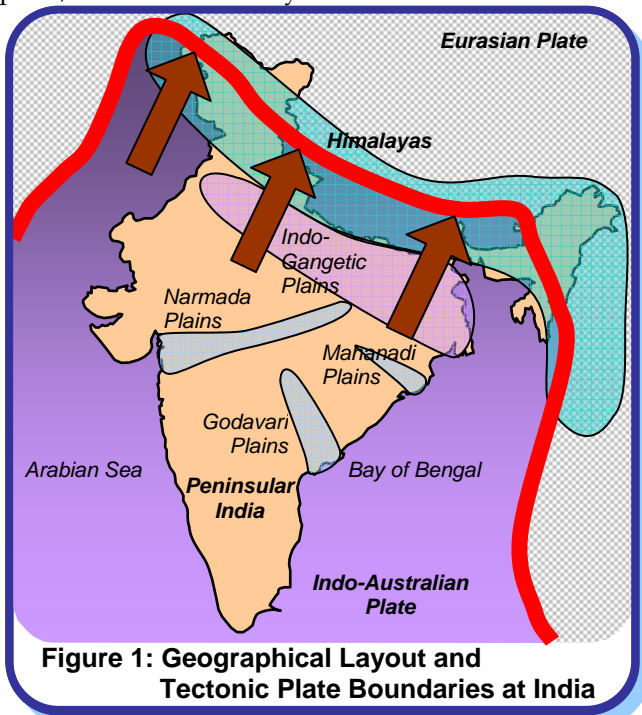 Eurasian Plate
Himalayas
Indo-
Gangetic
Plains
Narmada
Plains
Mahanadi
Plains
Godavari
Plains
Arabian Sea
Bay of Bengal
Peninsular
India
Indo-Australian
Plate
Figure 1: Geographical Layout and
Tectonic Plate Boundaries at India